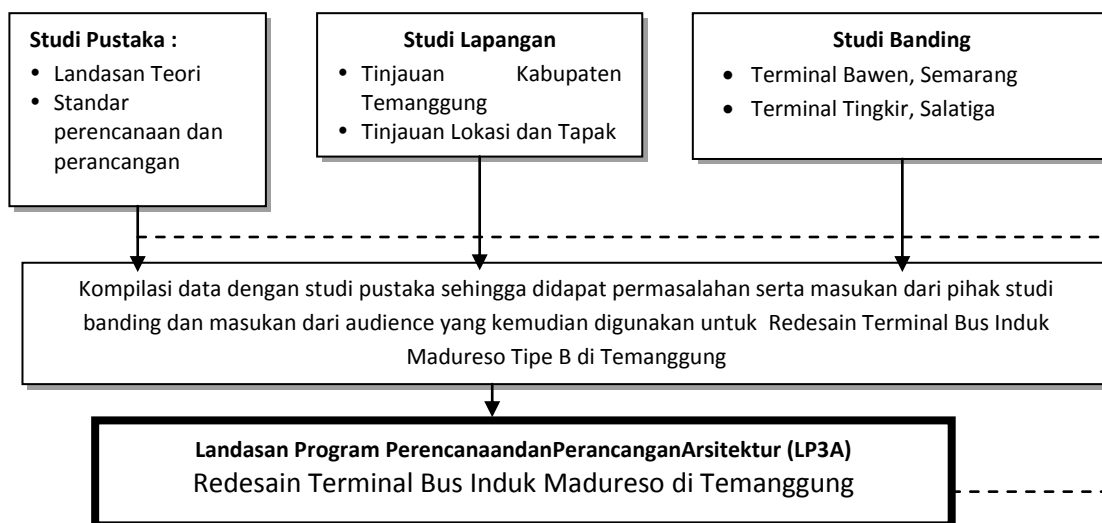 Studi Pustaka :
• Landasan Teori
• Standar
perencanaan dan
perancangan
Studi Lapangan
• Tinjauan Kabupaten
Temanggung
• Tinjauan Lokasi dan Tapak
Studi Banding
• Terminal Bawen, Semarang
• Terminal Tingkir, Salatiga
Kompilasi data dengan studi pustaka sehingga didapat permasalahan serta masukan dari pihak studi
banding dan masukan dari audience yang kemudian digunakan untuk Redesain Terminal Bus Induk
Madureso Tipe B di Temanggung
Landasan Program PerencanaandanPerancanganArsitektur (LP3A)
Redesain Terminal Bus Induk Madureso di Temanggung